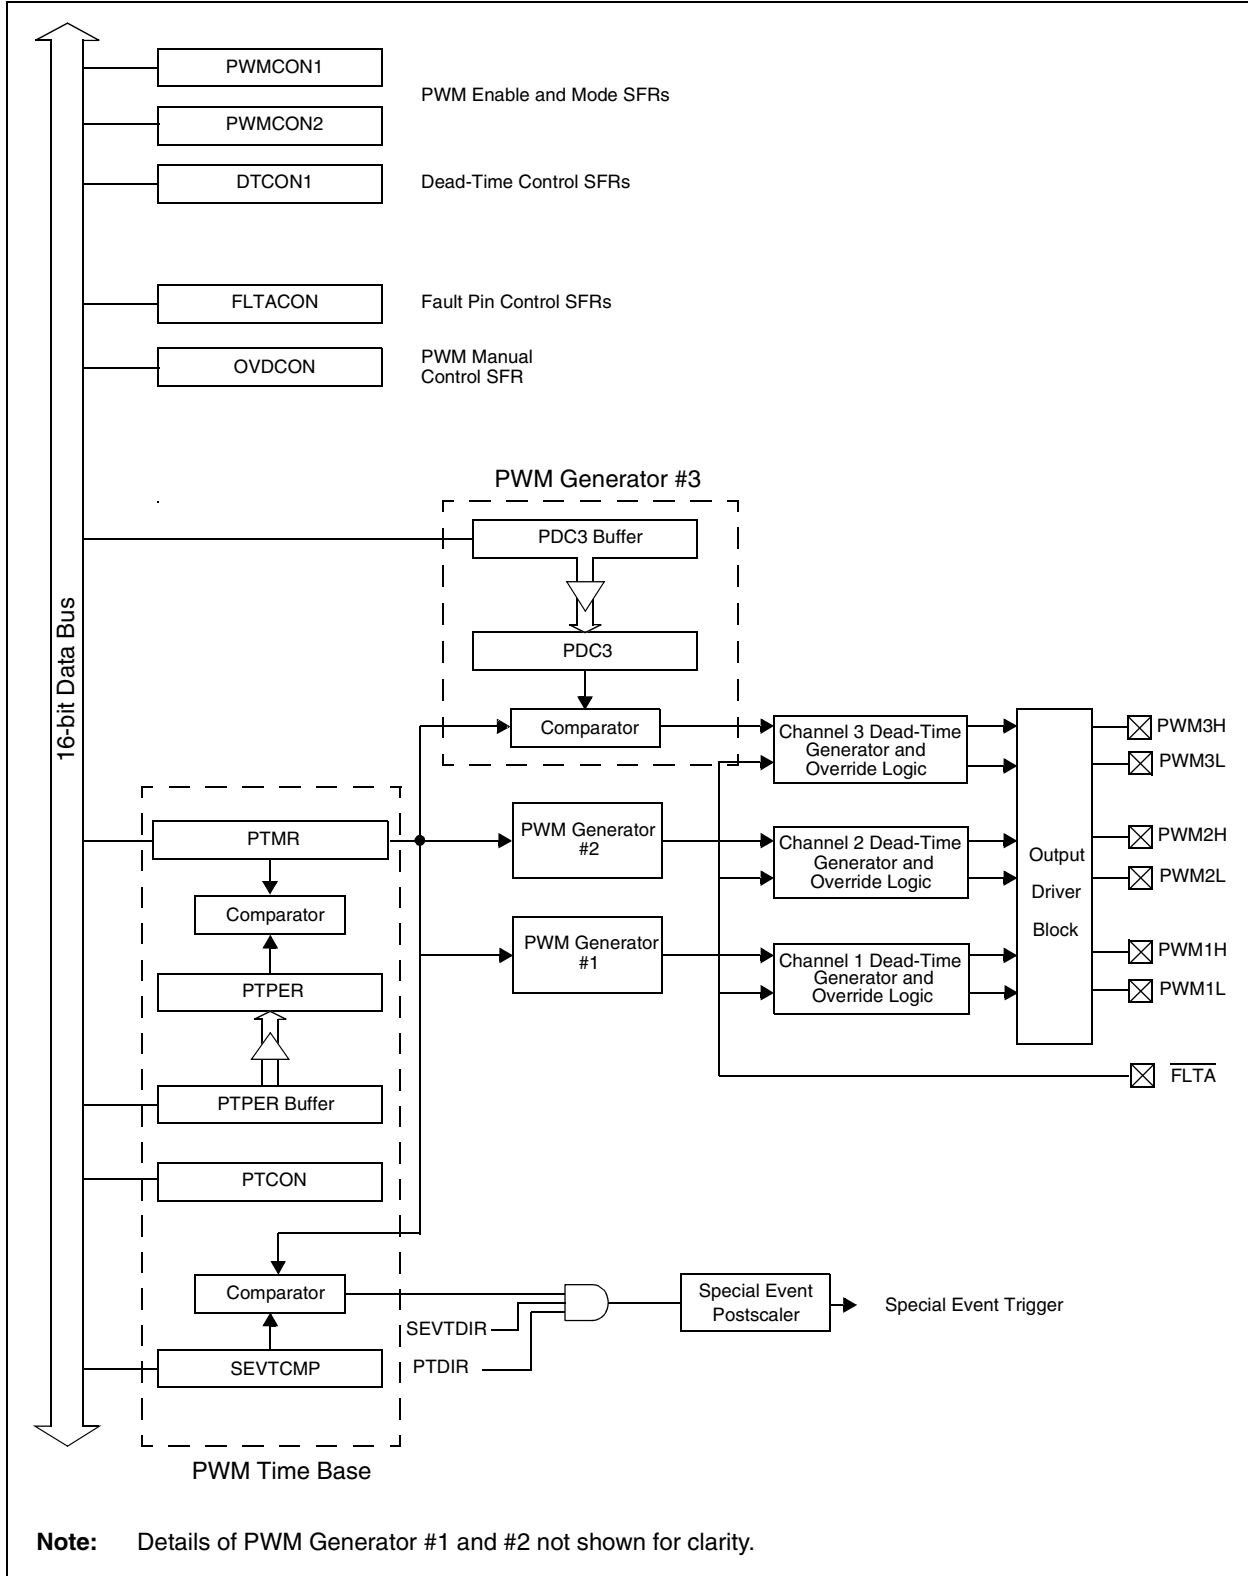 PWMCON1
PWM Enable and Mode SFRs
PWMCON2
DTCON1
Dead-Time Control SFRs
FLTACON
Fault Pin Control SFRs
OVDCON
PWM Manual
Control SFR
PWM Generator #3
PDC3 Buffer
PDC3
Comparator
16-bit Data Bus
Channel 3 Dead-Time
Generator and
Override Logic
PWM3H
PWM3L
PTMR
Comparator
PTPER
PTPER Buffer
PTCON
Comparator
SEVTCMP
PWM Time Base
PWM Generator
#2
Channel 2 Dead-Time
Generator and
Override Logic
PWM2H
PWM2L
PWM Generator
#1
Channel 1 Dead-Time
Generator and
Override Logic
PWM1H
PWM1L
Output
Driver
Block
FLTA
SEVTDIR
PTDIR
Special Event
Postscaler
Special Event Trigger
Note: Details of PWM Generator #1 and #2 not shown for clarity.